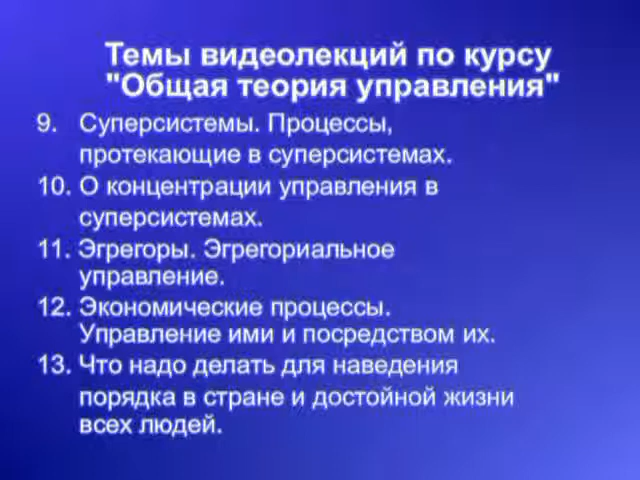 Темы видеолекций по курсу
"Общая теория управления"
9. Суперсистемы. Процессы,
протекающие в суперсистемах.
10. О концентрации управления в
суперсистемах.
11. Эгрегоры. Эгрегориальное
управление.
12. Экономические процессы.
Управление ими и посредством их.
13. Что надо делать для наведения
порядка в стране и достойной жизни
всех людей.